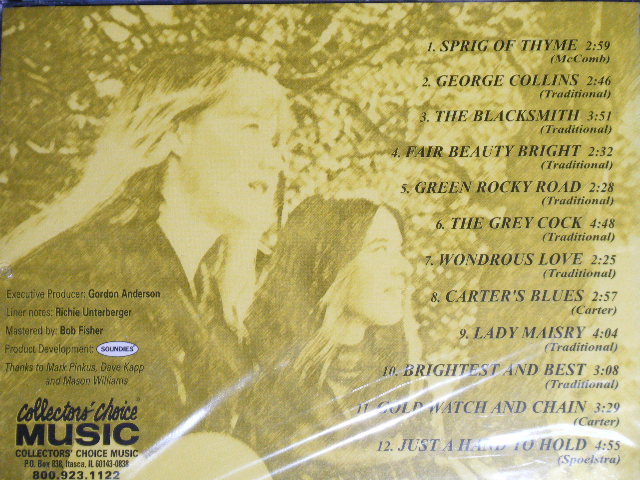 1. SPRIG OF THYME 2:59
(McComb)
2. GEORGE COLLINS 2:46
(Traditional)
3. THE BLACKSMITH 3:51
(Traditional)
4. FAIR BEAUTY BRIGHT 2:32
(Traditional)
5. GREEN ROCKY ROAD 2:28
(Traditional)
6. THE GREY COCK 4:48
(Traditional)
7. WONDROUS LOVE 2:25
(Traditional)
8. CARTER'S BLUES 2:57
(Carter)
9. LADY MAISRY 4:04
(Traditional)
10. BRIGHTEST AND BEST 3:08
(Traditional)
11. GOLD WATCH AND CHAIN 3:29
(Carter)
12. JUST A HAND TO HOLD 4:55
(Spoelstra)
Executive Producer: Gordon Anderson
Liner notes: Richie Unterberger
Mastered by: Bob Fisher
Product Development: SOUNDIES
Thanks to Mark Pinkus, Dave Kapp
and Mason Williams
Collectors' Choice
MUSIC
COLLECTORS' CHOICE MUSIC
P.O. Box 838, Itasca, IL 60143-0838
800.923.1122